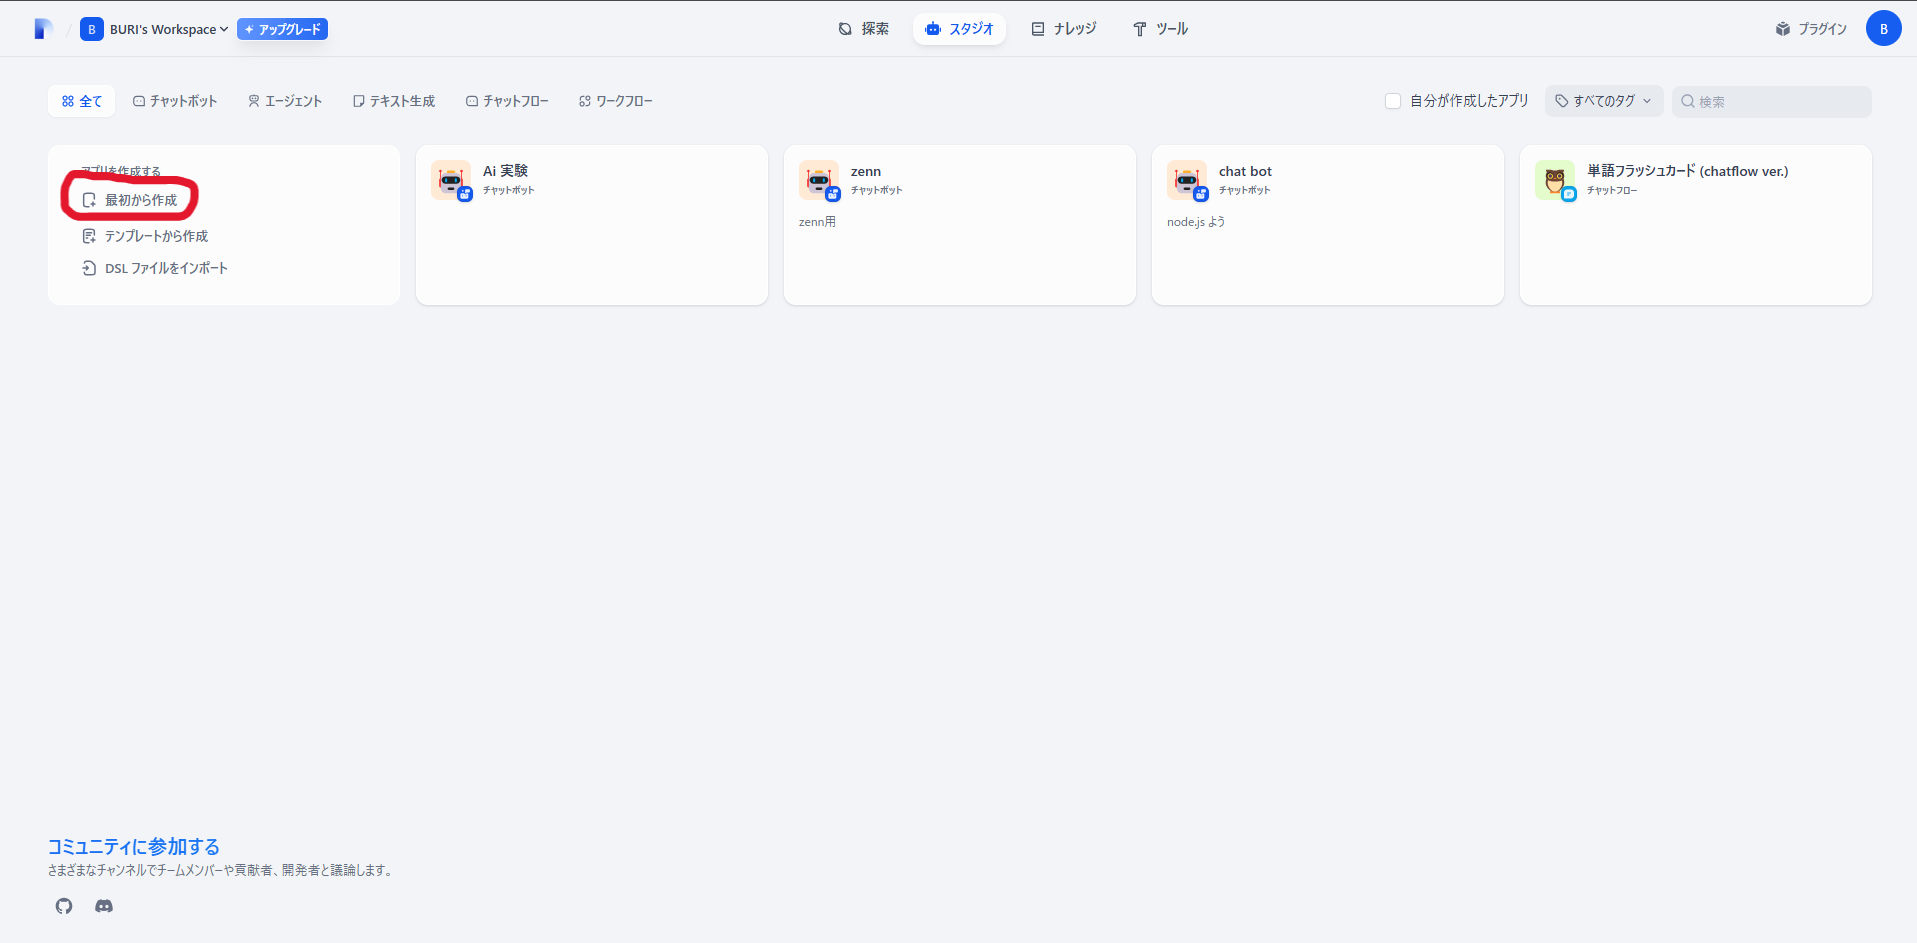 B BURI's Workspace アップグレード 探索 スタジオ ナレッジ ツール プラグイン B
全て チャットボット エージェント テキスト生成 チャットフロー ワークフロー 自分が作成したアプリ すべてのタグ 検索
アプリを作成する
最初から作成
テンプレートから作成
DSL ファイルをインポート
Ai 実験
チャットボット
zenn
チャットボット
zenn用
chat bot
チャットボット
node.js よう
単語フラッシュカード (chatflow ver.)
チャットフロー
コミュニティに参加する
さまざまなチャンネルでチームメンバーや貢献者、開発者と議論します。